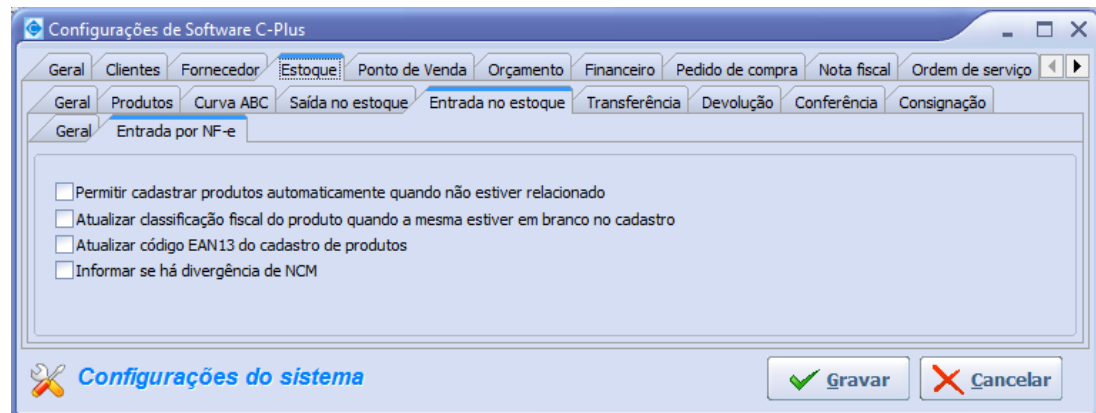 Configurações de Software C-Plus
Geral Clientes Fornecedor Estoque Ponto de Venda Orçamento Financeiro Pedido de compra Nota fiscal Ordem de serviço
Geral Produtos Curva ABC Saída no estoque Entrada no estoque Transferência Devolução Conferência Consignação
Geral Entrada por NF-e
Permitir cadastrar produtos automaticamente quando não estiver relacionado
Atualizar classificação fiscal do produto quando a mesma estiver em branco no cadastro
Atualizar código EAN13 do cadastro de produtos
Informar se há divergência de NCM
Configurações do sistema Gravar Cancelar